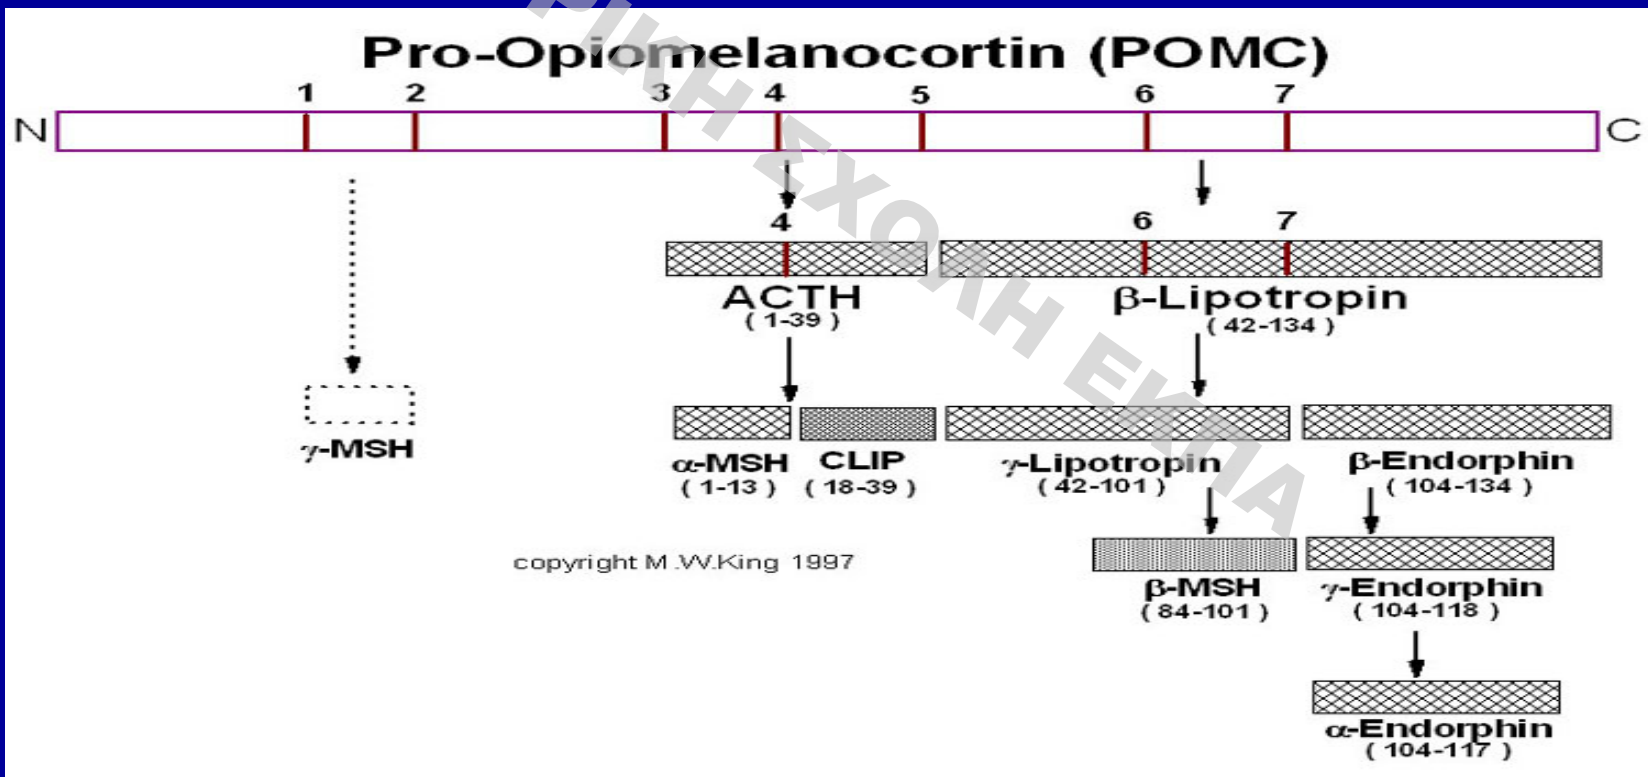 Pro-Opiomelanocortin (POMC)
1 2 3 4 5 6 7
N C
4 6 7
ACTH β-Lipotropin
( 1-39 ) ( 42-134 )
γ-MSH
α-MSH CLIP γ-Lipotropin β-Endorphin
( 1-13 ) ( 18-39 ) ( 42-101 ) ( 104-134 )
copyright M.W.King 1997
β-MSH γ-Endorphin
( 84-101 ) ( 104-118 )
α-Endorphin
( 104-117 )
ΣΧΟΛΗ ΕΚΠΑ